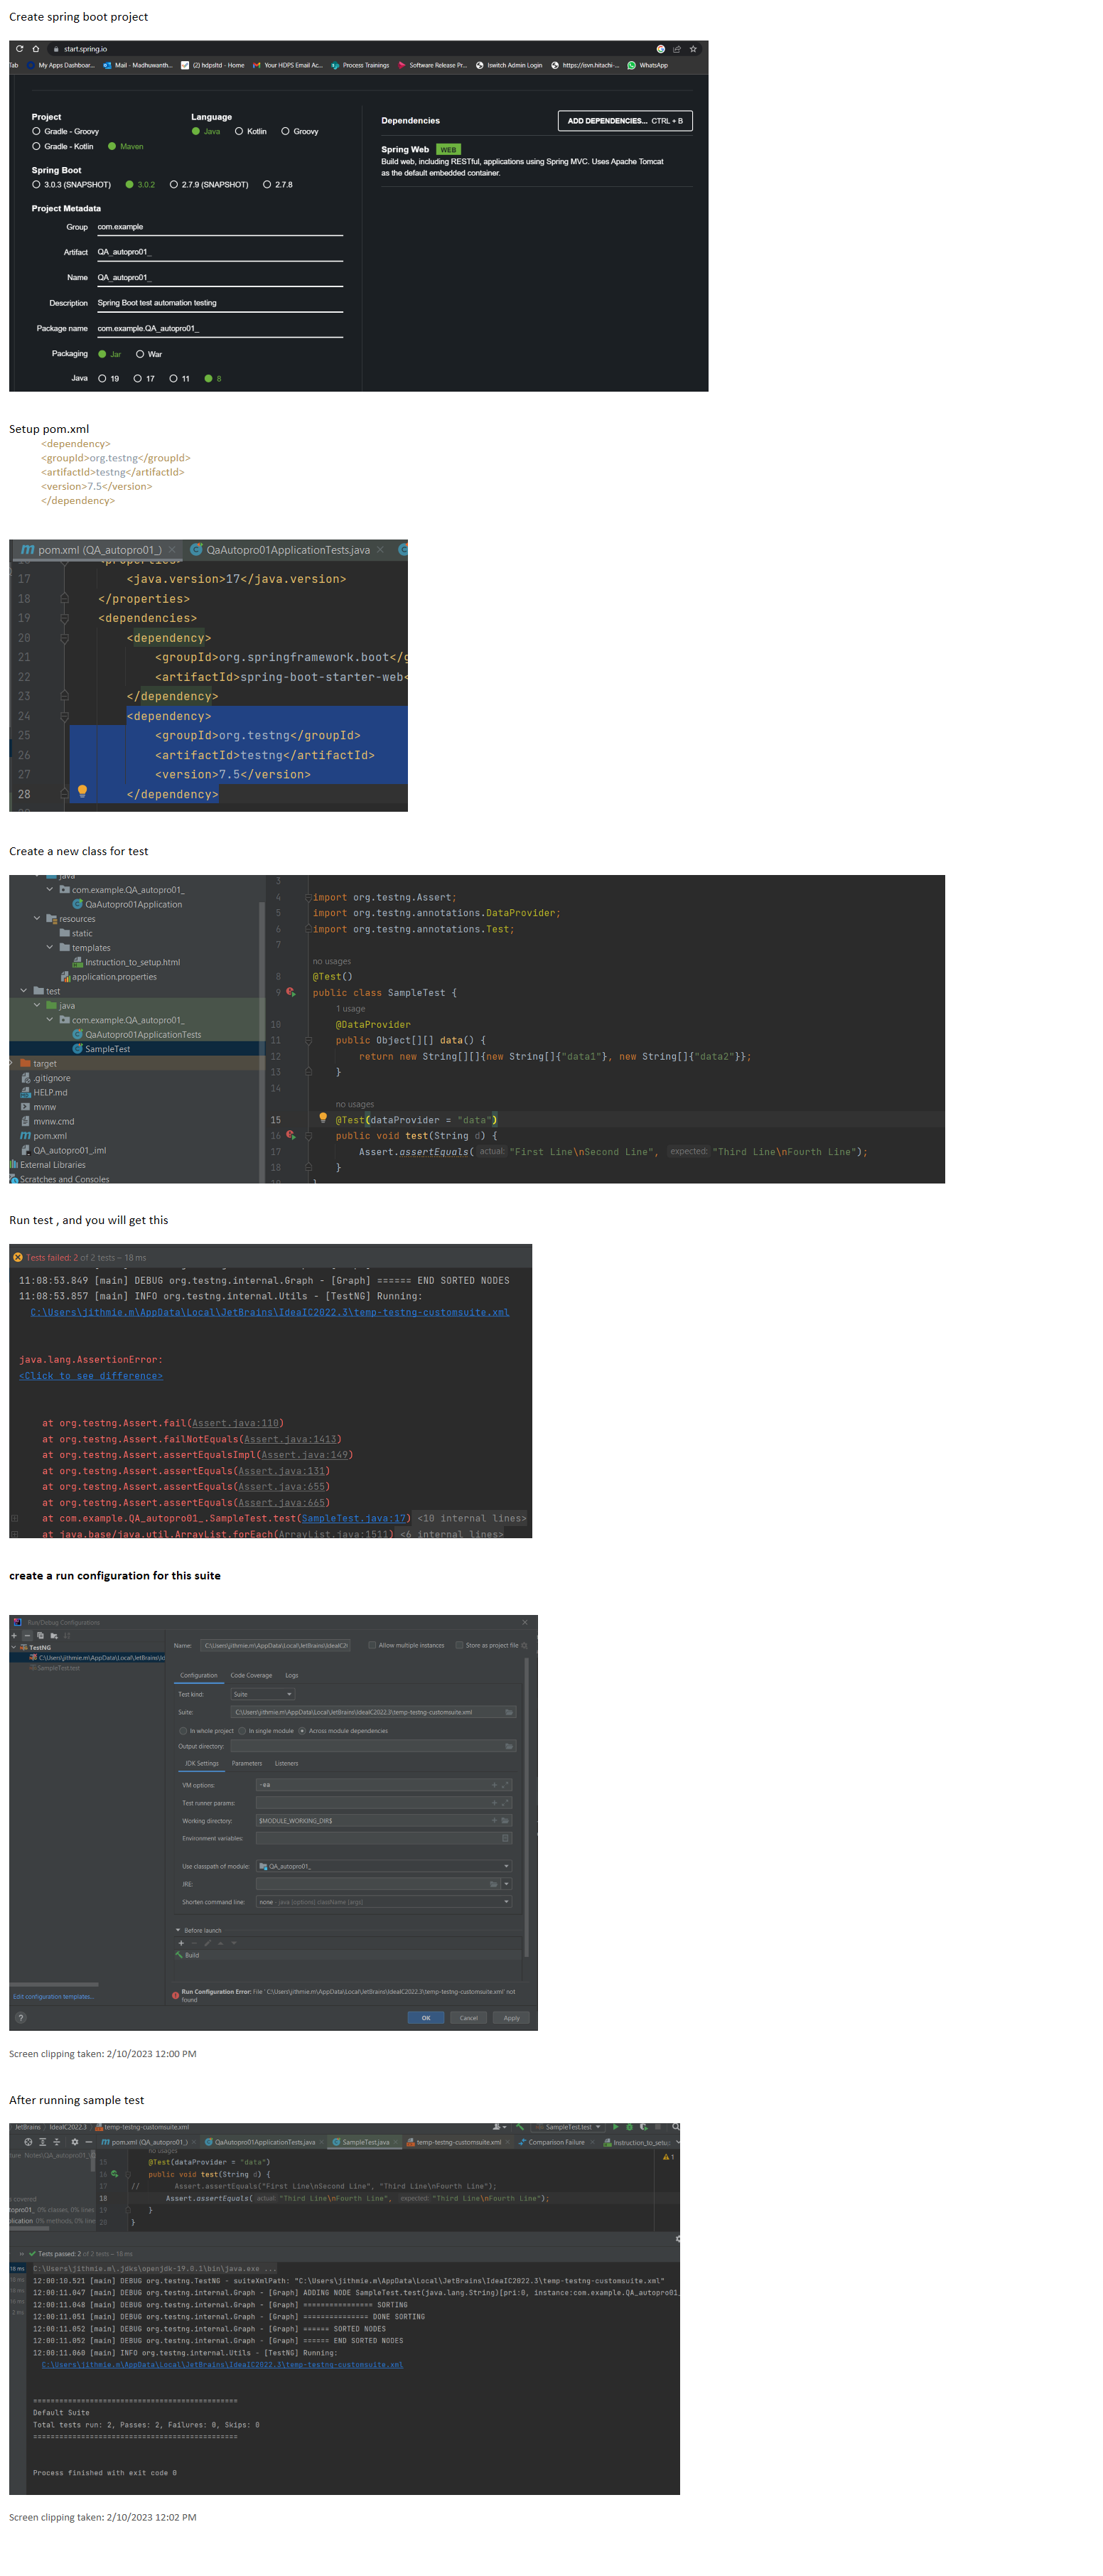 Create spring boot project
start.spring.io
Tab My Apps Dashboar... Mail - Madhuwanth... (2) hdpsltd - Home Your HDPS Email Ac... Process Trainings Software Release Pr... Iswitch Admin Login https://isvn.hitachi-... WhatsApp
Project
Language
Gradle - Groovy
Java Kotlin Groovy
Gradle - Kotlin Maven
Spring Boot
3.0.3 (SNAPSHOT) 3.0.2 2.7.9 (SNAPSHOT) 2.7.8
Project Metadata
Group com.example
Artifact QA_autopro01_
Name QA_autopro01_
Description Spring Boot test automation testing
Package name com.example.QA_autopro01_
Packaging Jar War
Java 19 17 11 8
Dependencies
ADD DEPENDENCIES... CTRL + B
Spring Web WEB
Build web, including RESTful, applications using Spring MVC. Uses Apache Tomcat
as the default embedded container.
Setup pom.xml
<dependency>
<groupId>org.testng</groupId>
<artifactId>testng</artifactId>
<version>7.5</version>
</dependency>
pom.xml (QA_autopro01_) QaAutopro01ApplicationTests.java
<properties>
17 <java.version>17</java.version>
18 </properties>
19 <dependencies>
20 <dependency>
21 <groupId>org.springframework.boot</g
22 <artifactId>spring-boot-starter-web<
23 </dependency>
24 <dependency>
25 <groupId>org.testng</groupId>
26 <artifactId>testng</artifactId>
27 <version>7.5</version>
28 </dependency>
Create a new class for test
java
com.example.QA_autopro01_
QaAutopro01Application
resources
static
templates
Instruction_to_setup.html
application.properties
test
java
com.example.QA_autopro01_
QaAutopro01ApplicationTests
SampleTest
target
.gitignore
HELP.md
mvnw
mvnw.cmd
pom.xml
QA_autopro01_.iml
External Libraries
Scratches and Consoles
3
4 import org.testng.Assert;
5 import org.testng.annotations.DataProvider;
6 import org.testng.annotations.Test;
7
no usages
8 @Test()
9 public class SampleTest {
1 usage
10 @DataProvider
11 public Object[][] data() {
12 return new String[][]{new String[]{"data1"}, new String[]{"data2"}};
13 }
14
no usages
15 @Test(dataProvider = "data")
16 public void test(String d) {
17 Assert.assertEquals( actual: "First Line\nSecond Line", expected: "Third Line\nFourth Line");
18 }
Run test , and you will get this
Tests failed: 2 of 2 tests – 18 ms
11:08:53.849 [main] DEBUG org.testng.internal.Graph - [Graph] ====== END SORTED NODES
11:08:53.857 [main] INFO org.testng.internal.Utils - [TestNG] Running:
C:\Users\jithmie.m\AppData\Local\JetBrains\IdeaIC2022.3\temp-testng-customsuite.xml
java.lang.AssertionError:
<Click to see difference>
at org.testng.Assert.fail(Assert.java:110)
at org.testng.Assert.failNotEquals(Assert.java:1413)
at org.testng.Assert.assertEqualsImpl(Assert.java:149)
at org.testng.Assert.assertEquals(Assert.java:131)
at org.testng.Assert.assertEquals(Assert.java:655)
at org.testng.Assert.assertEquals(Assert.java:665)
at com.example.QA_autopro01_.SampleTest.test(SampleTest.java:17) <10 internal lines>
at java.base/java.util.ArrayList.forEach(ArrayList.java:1511) <6 internal lines>
create a run configuration for this suite
Run/Debug Configurations
TestNG
C:\Users\jithmie.m\AppData\Local\JetBrains\Id
SampleTest.test
Name: C:\Users\jithmie.m\AppData\Local\JetBrains\IdeaIC20 Allow multiple instances Store as project file
Configuration Code Coverage Logs
Test kind: Suite
Suite: C:\Users\jithmie.m\AppData\Local\JetBrains\IdeaIC2022.3\temp-testng-customsuite.xml
In whole project In single module Across module dependencies
Output directory:
JDK Settings Parameters Listeners
VM options: -ea
Test runner params:
Working directory: $MODULE_WORKING_DIR$
Environment variables:
Use classpath of module: QA_autopro01_
JRE:
Shorten command line: none - java [options] className [args]
Before launch
Build
Edit configuration templates...
Run Configuration Error: File 'C:\Users\jithmie.m\AppData\Local\JetBrains\IdeaIC2022.3\temp-testng-customsuite.xml' not
found
? OK Cancel Apply
Screen clipping taken: 2/10/2023 12:00 PM
After running sample test
JetBrains IdeaIC2022.3 temp-testng-customsuite.xml SampleTest.test
pom.xml (QA_autopro01_) QaAutopro01ApplicationTests.java SampleTest.java temp-testng-customsuite.xml Comparison Failure Instruction_to_setu
no usages
15 @Test(dataProvider = "data")
16 public void test(String d) {
17 // Assert.assertEquals("First Line\nSecond Line", "Third Line\nFourth Line");
18 Assert.assertEquals( actual: "Third Line\nFourth Line", expected: "Third Line\nFourth Line");
19 }
20 }
covered
topro01_ 0% classes, 0% lines
plication 0% methods, 0% line
Tests passed: 2 of 2 tests – 18 ms
C:\Users\jithmie.m\.jdks\openjdk-19.0.1\bin\java.exe ...
12:00:10.521 [main] DEBUG org.testng.TestNG - suiteXmlPath: "C:\Users\jithmie.m\AppData\Local\JetBrains\IdeaIC2022.3\temp-testng-customsuite.xml"
12:00:11.047 [main] DEBUG org.testng.internal.Graph - [Graph] ADDING NODE SampleTest.test(java.lang.String)[pri:0, instance:com.example.QA_autopro01_
12:00:11.048 [main] DEBUG org.testng.internal.Graph - [Graph] ================ SORTING
12:00:11.051 [main] DEBUG org.testng.internal.Graph - [Graph] =============== DONE SORTING
12:00:11.052 [main] DEBUG org.testng.internal.Graph - [Graph] ====== SORTED NODES
12:00:11.052 [main] DEBUG org.testng.internal.Graph - [Graph] ====== END SORTED NODES
12:00:11.060 [main] INFO org.testng.internal.Utils - [TestNG] Running:
C:\Users\jithmie.m\AppData\Local\JetBrains\IdeaIC2022.3\temp-testng-customsuite.xml
===============================================
Default Suite
Total tests run: 2, Passes: 2, Failures: 0, Skips: 0
===============================================
Process finished with exit code 0
Screen clipping taken: 2/10/2023 12:02 PM